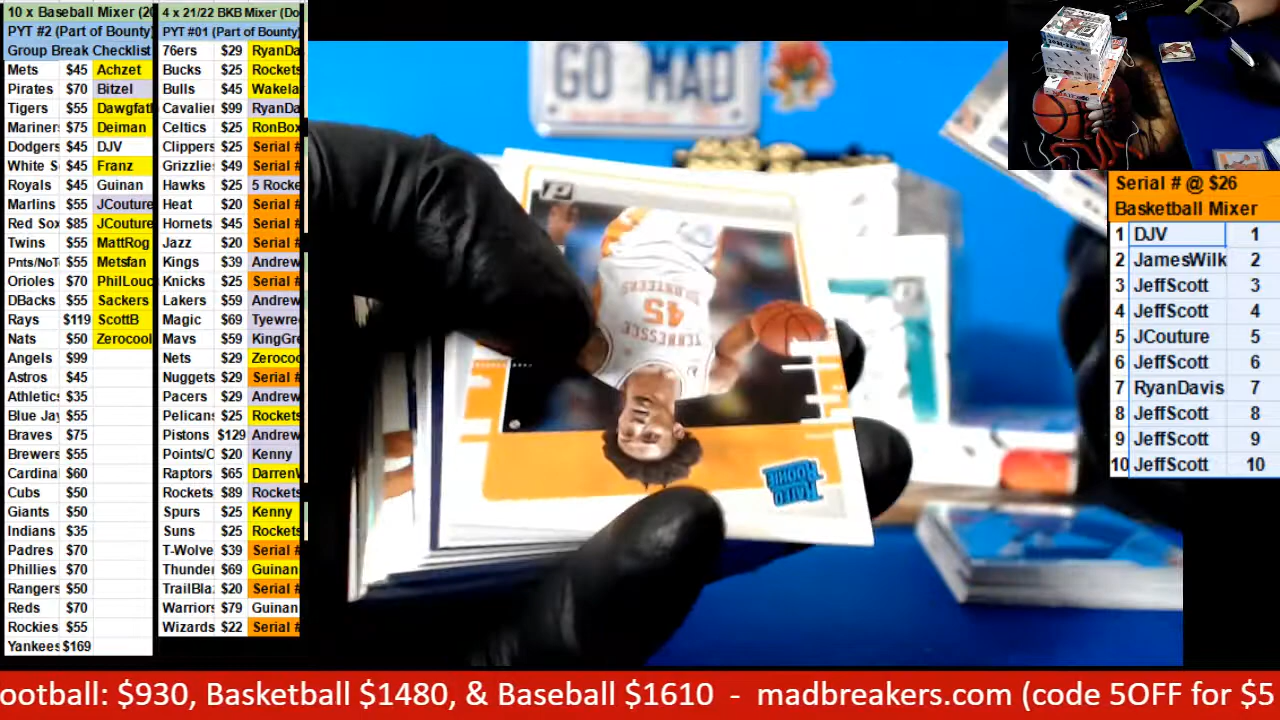 10 x Baseball Mixer (20
PYT #2 (Part of Bounty)
Group Break Checklist
Mets $45 Achzet
Pirates $70 Bitzel
Tigers $55 Dawgfath
Mariners $75 Deiman
Dodgers $45 DJV
White S $45 Franz
Royals $45 Guinan
Marlins $55 JCouture
Red Sox $85 JCouture
Twins $55 MattRog
Pnts/NoT $55 Metsfan
Orioles $70 PhilLouc
DBacks $55 Sackers
Rays $119 ScottB
Nats $50 Zerocool
Angels $99
Astros $45
Athletics $35
Blue Jay $55
Braves $75
Brewers $55
Cardina $60
Cubs $50
Giants $50
Indians $35
Padres $70
Phillies $70
Rangers $50
Reds $70
Rockies $55
Yankees $169
4 x 21/22 BKB Mixer (Do
PYT #01 (Part of Bounty)
76ers $29 RyanDa
Bucks $25 Rockets
Bulls $45 Wakela
Cavalier $99 RyanDa
Celtics $25 RonBox
Clippers $25 Serial #
Grizzlie $49 Serial #
Hawks $25 5 Rocke
Heat $20 Serial #
Hornets $45 Serial #
Jazz $20 Serial #
Kings $39 Andrew
Knicks $25 Serial #
Lakers $59 Andrew
Magic $69 Tyewre
Mavs $59 KingGre
Nets $29 Zerocoo
Nuggets $29 Serial #
Pacers $29 Andrew
Pelicans $25 Rockets
Pistons $129 Andrew
Points/C $20 Kenny
Raptors $65 DarrenW
Rockets $89 Rockets
Spurs $25 Kenny
Suns $25 Rockets
T-Wolve $39 Serial #
Thunder $69 Guinan
TrailBla $20 Serial #
Warriors $79 Guinan
Wizards $22 Serial #
GO MAD
TENNESSEE
45
VOLUNTEERS
RATED ROOKIE
Serial # @ $26
Basketball Mixer
1 DJV 1
2 JamesWilk 2
3 JeffScott 3
4 JeffScott 4
5 JCouture 5
6 JeffScott 6
7 RyanDavis 7
8 JeffScott 8
9 JeffScott 9
10 JeffScott 10
ootball: $930, Basketball $1480, & Baseball $1610 - madbreakers.com (code 5OFF for $5